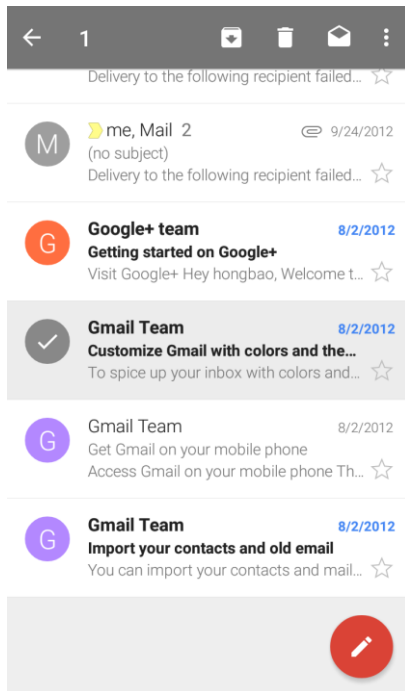 1
Delivery to the following recipient failed...
M
me, Mail 2
9/24/2012
(no subject)
Delivery to the following recipient failed...
G
Google+ team
8/2/2012
Getting started on Google+
Visit Google+ Hey hongbao, Welcome t...
Gmail Team
8/2/2012
Customize Gmail with colors and the...
To spice up your inbox with colors and...
G
Gmail Team
8/2/2012
Get Gmail on your mobile phone
Access Gmail on your mobile phone Th...
G
Gmail Team
8/2/2012
Import your contacts and old email
You can import your contacts and mail...